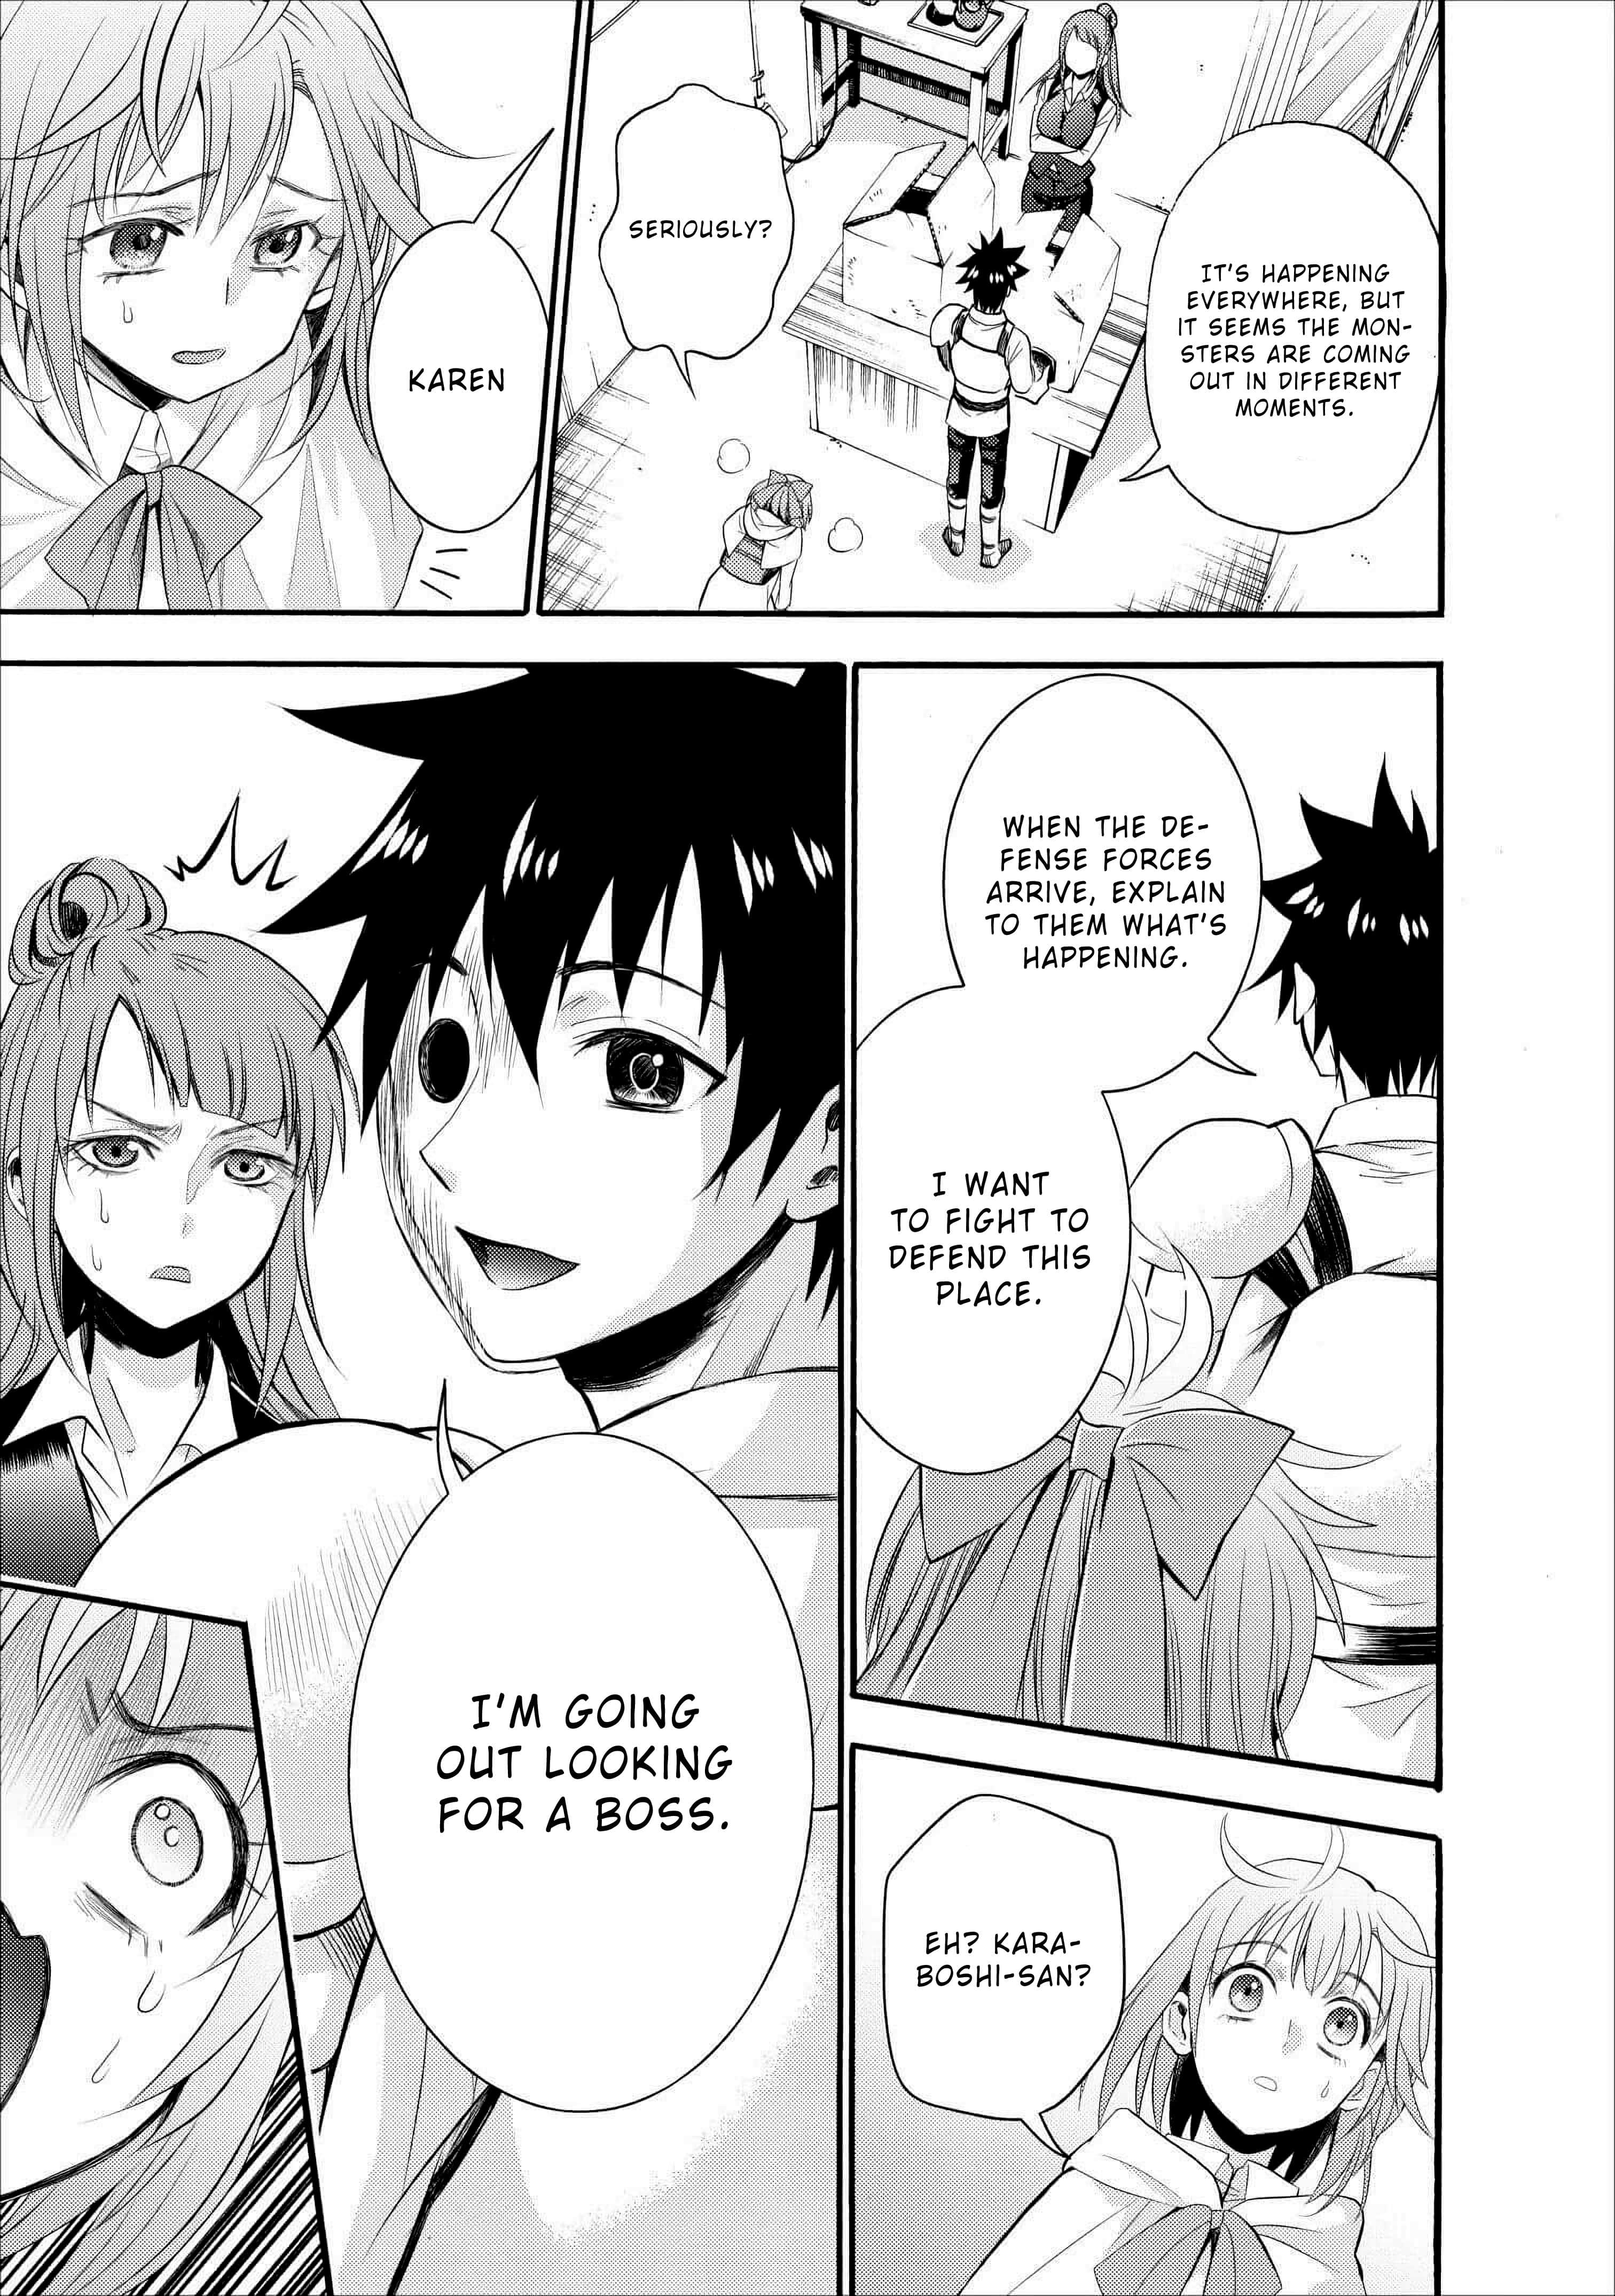 IT'S HAPPENING
EVERYWHERE, BUT
IT SEEMS THE MON-
STERS ARE COMING
OUT IN DIFFERENT
MOMENTS.
SERIOUSLY?
KAREN
WHEN THE DE-
FENSE FORCES
ARRIVE, EXPLAIN
TO THEM WHAT'S
HAPPENING.
I WANT
TO FIGHT TO
DEFEND THIS
PLACE.
EH? KARA-
BOSHI-SAN?
I'M GOING
OUT LOOKING
FOR A BOSS.